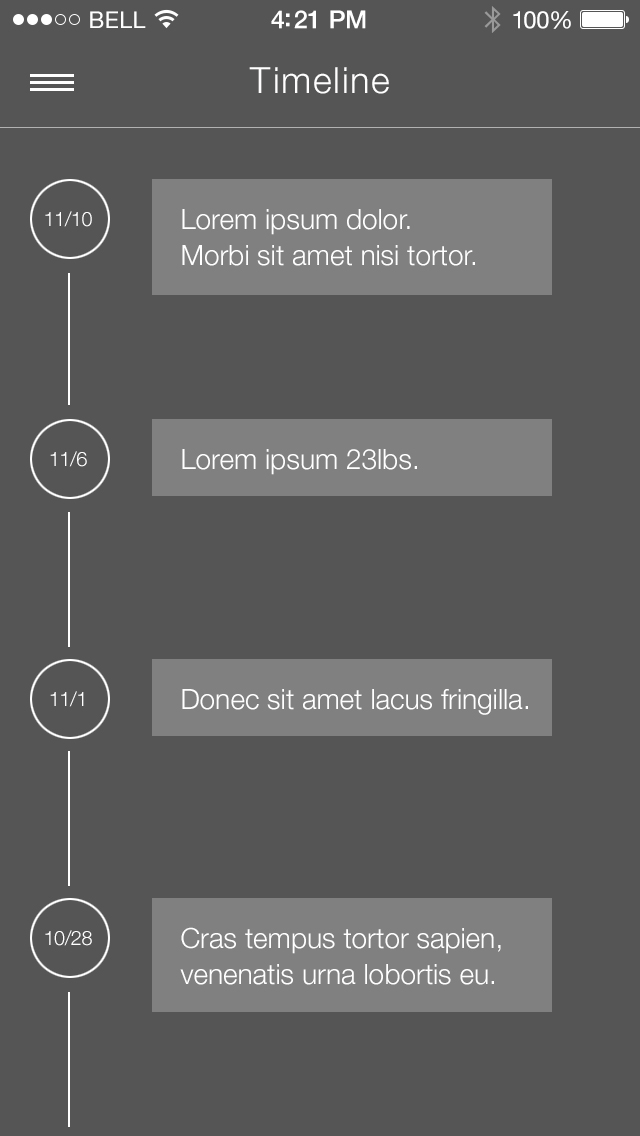 BELL 4:21 PM 100%
Timeline
11/10
Lorem ipsum dolor.
Morbi sit amet nisi tortor.
11/6
Lorem ipsum 23lbs.
11/1
Donec sit amet lacus fringilla.
10/28
Cras tempus tortor sapien,
venenatis urna lobortis eu.